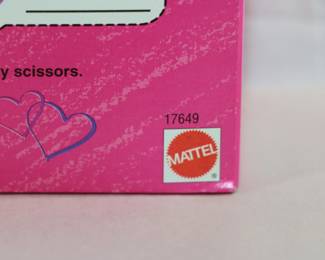 y scissors.
17649
MATTEL
®